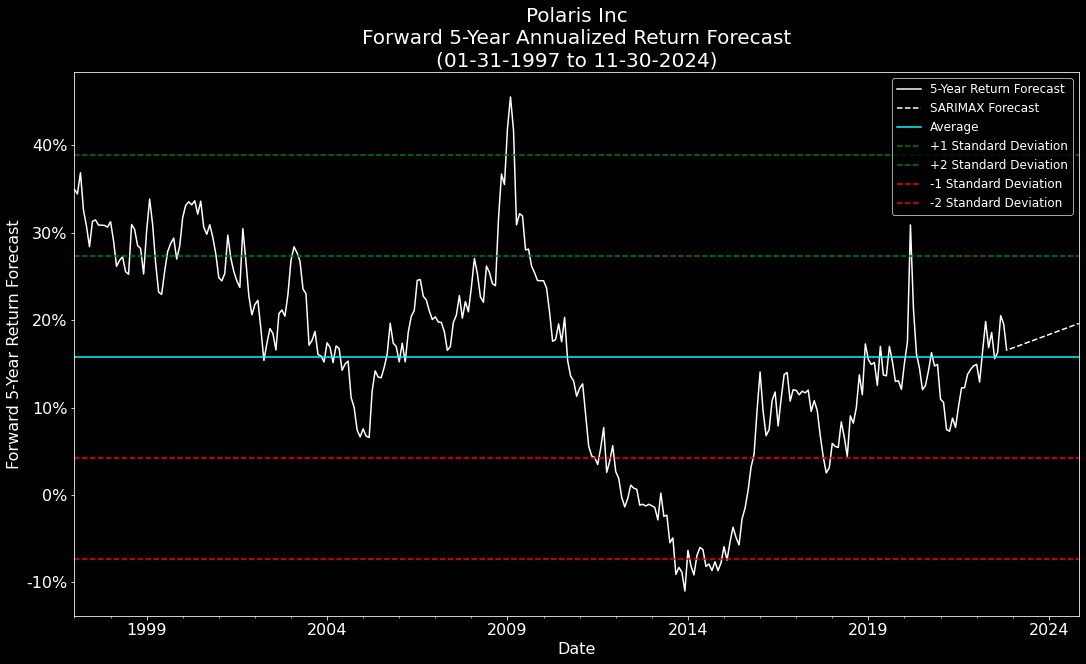 Polaris Inc
Forward 5-Year Annualized Return Forecast
(01-31-1997 to 11-30-2024)
5-Year Return Forecast
SARIMAX Forecast
Average
+1 Standard Deviation
+2 Standard Deviation
-1 Standard Deviation
-2 Standard Deviation
Forward 5-Year Return Forecast
40%
30%
20%
10%
0%
-10%
1999
2004
2009
2014
2019
2024
Date